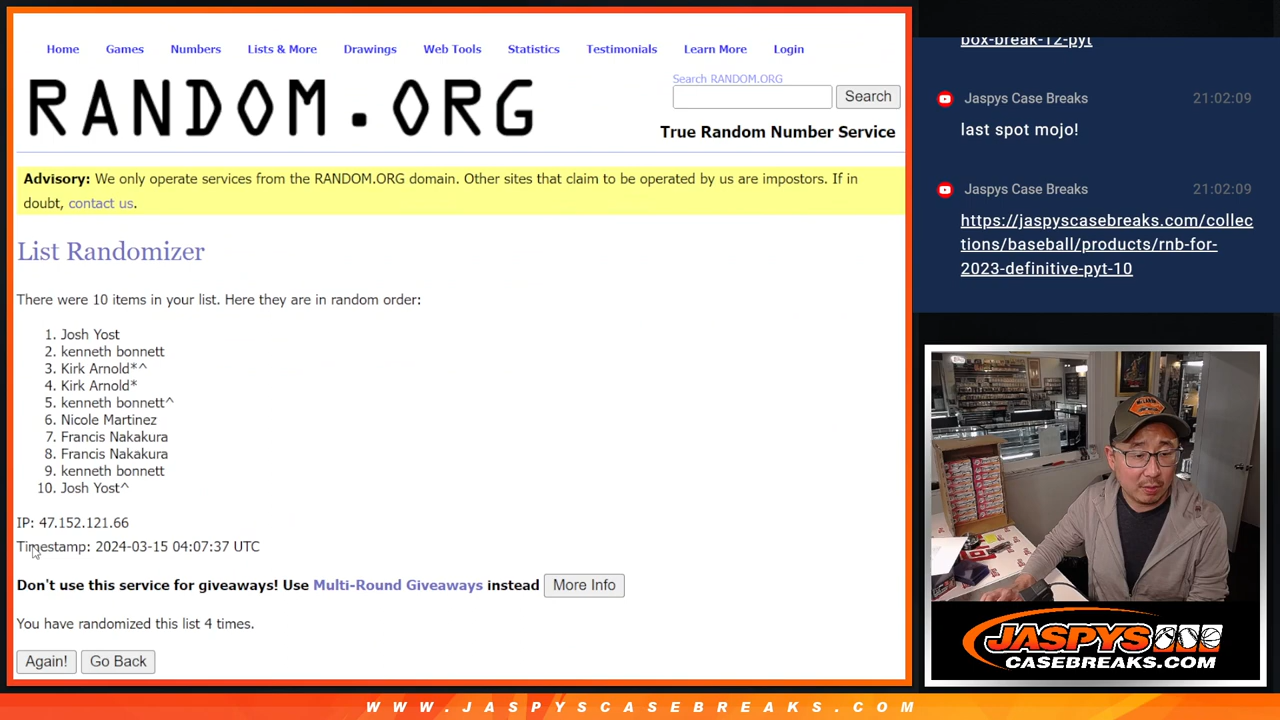 Home Games Numbers Lists & More Drawings Web Tools Statistics Testimonials Learn More Login
RANDOM.ORG
Search RANDOM.ORG
Search
True Random Number Service
Advisory: We only operate services from the RANDOM.ORG domain. Other sites that claim to be operated by us are impostors. If in
doubt, contact us.
List Randomizer
There were 10 items in your list. Here they are in random order:
1. Josh Yost
2. kenneth bonnett
3. Kirk Arnold*^
4. Kirk Arnold*
5. kenneth bonnett^
6. Nicole Martinez
7. Francis Nakakura
8. Francis Nakakura
9. kenneth bonnett
10. Josh Yost^
IP: 47.152.121.66
Timestamp: 2024-03-15 04:07:37 UTC
Don't use this service for giveaways! Use Multi-Round Giveaways instead More Info
You have randomized this list 4 times.
Again! Go Back
box-break-12-pyt
Jaspys Case Breaks 21:02:09
last spot mojo!
Jaspys Case Breaks 21:02:09
https://jaspyscasebreaks.com/collec
tions/baseball/products/rnb-for-
2023-definitive-pyt-10
JASPYS
CASEBREAKS.COM
WWW.JASPYSCASEBREAKS.COM